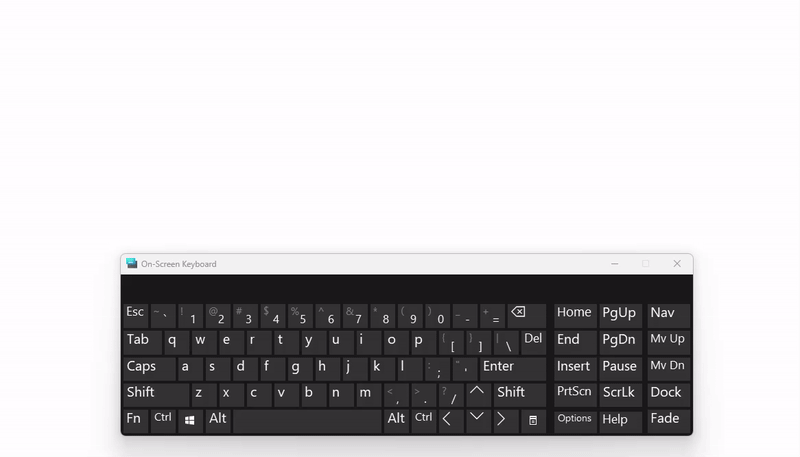 On-Screen Keyboard
Esc ~ ` ! 1 @ 2 # 3 $ 4 % 5 ^ 6 & 7 * 8 ( 9 ) 0 _ - + = Home PgUp Nav
Tab q w e r t y u i o p { [ } ] | \ Del End PgDn Mv Up
Caps a s d f g h j k l : ; " ' Enter Insert Pause Mv Dn
Shift z x c v b n m < , > . ? / Shift PrtScn ScrLk Dock
Fn Ctrl Alt Alt Ctrl Options Help Fade